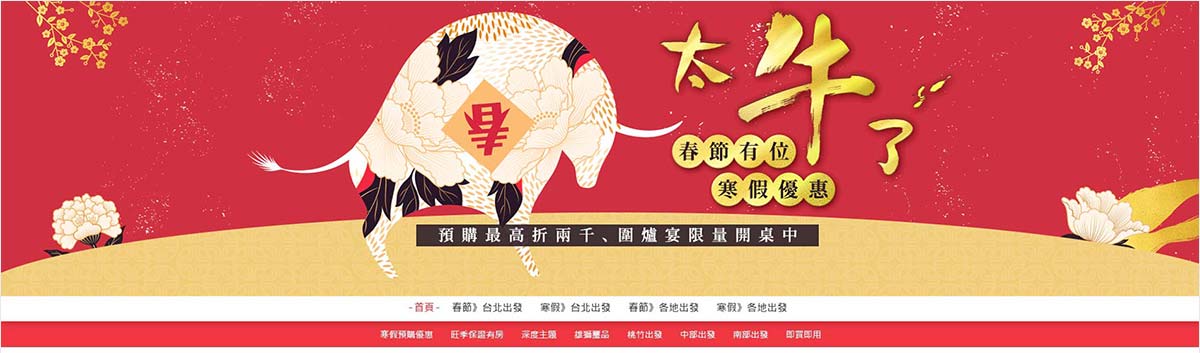 太牛了
春
春節有位
寒假優惠
預購最高折兩千、圍爐宴限量開桌中
-首頁- 春節》台北出發 寒假》台北出發 春節》各地出發 寒假》各地出發
寒假預購優惠 旺季保證有房 深度主題 雄獅璽品 桃竹出發 中部出發 南部出發 即買即用